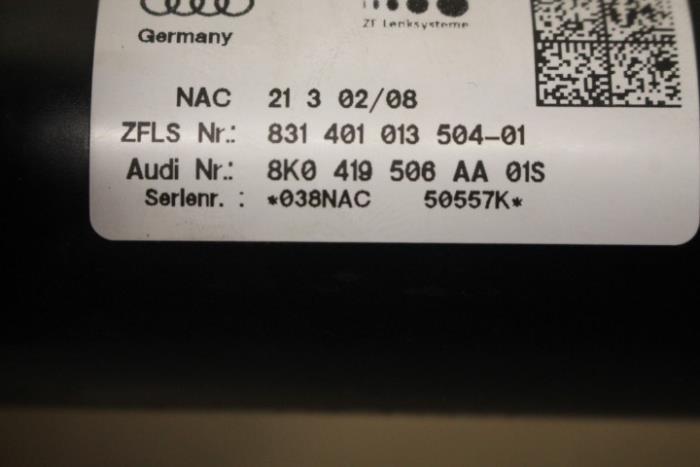 Germany
ZF Lenksysteme
NAC 21 3 02/08
ZFLS Nr.: 831 401 013 504-01
Audi Nr.: 8K0 419 506 AA 01S
Serlenr. : *038NAC 50557K*